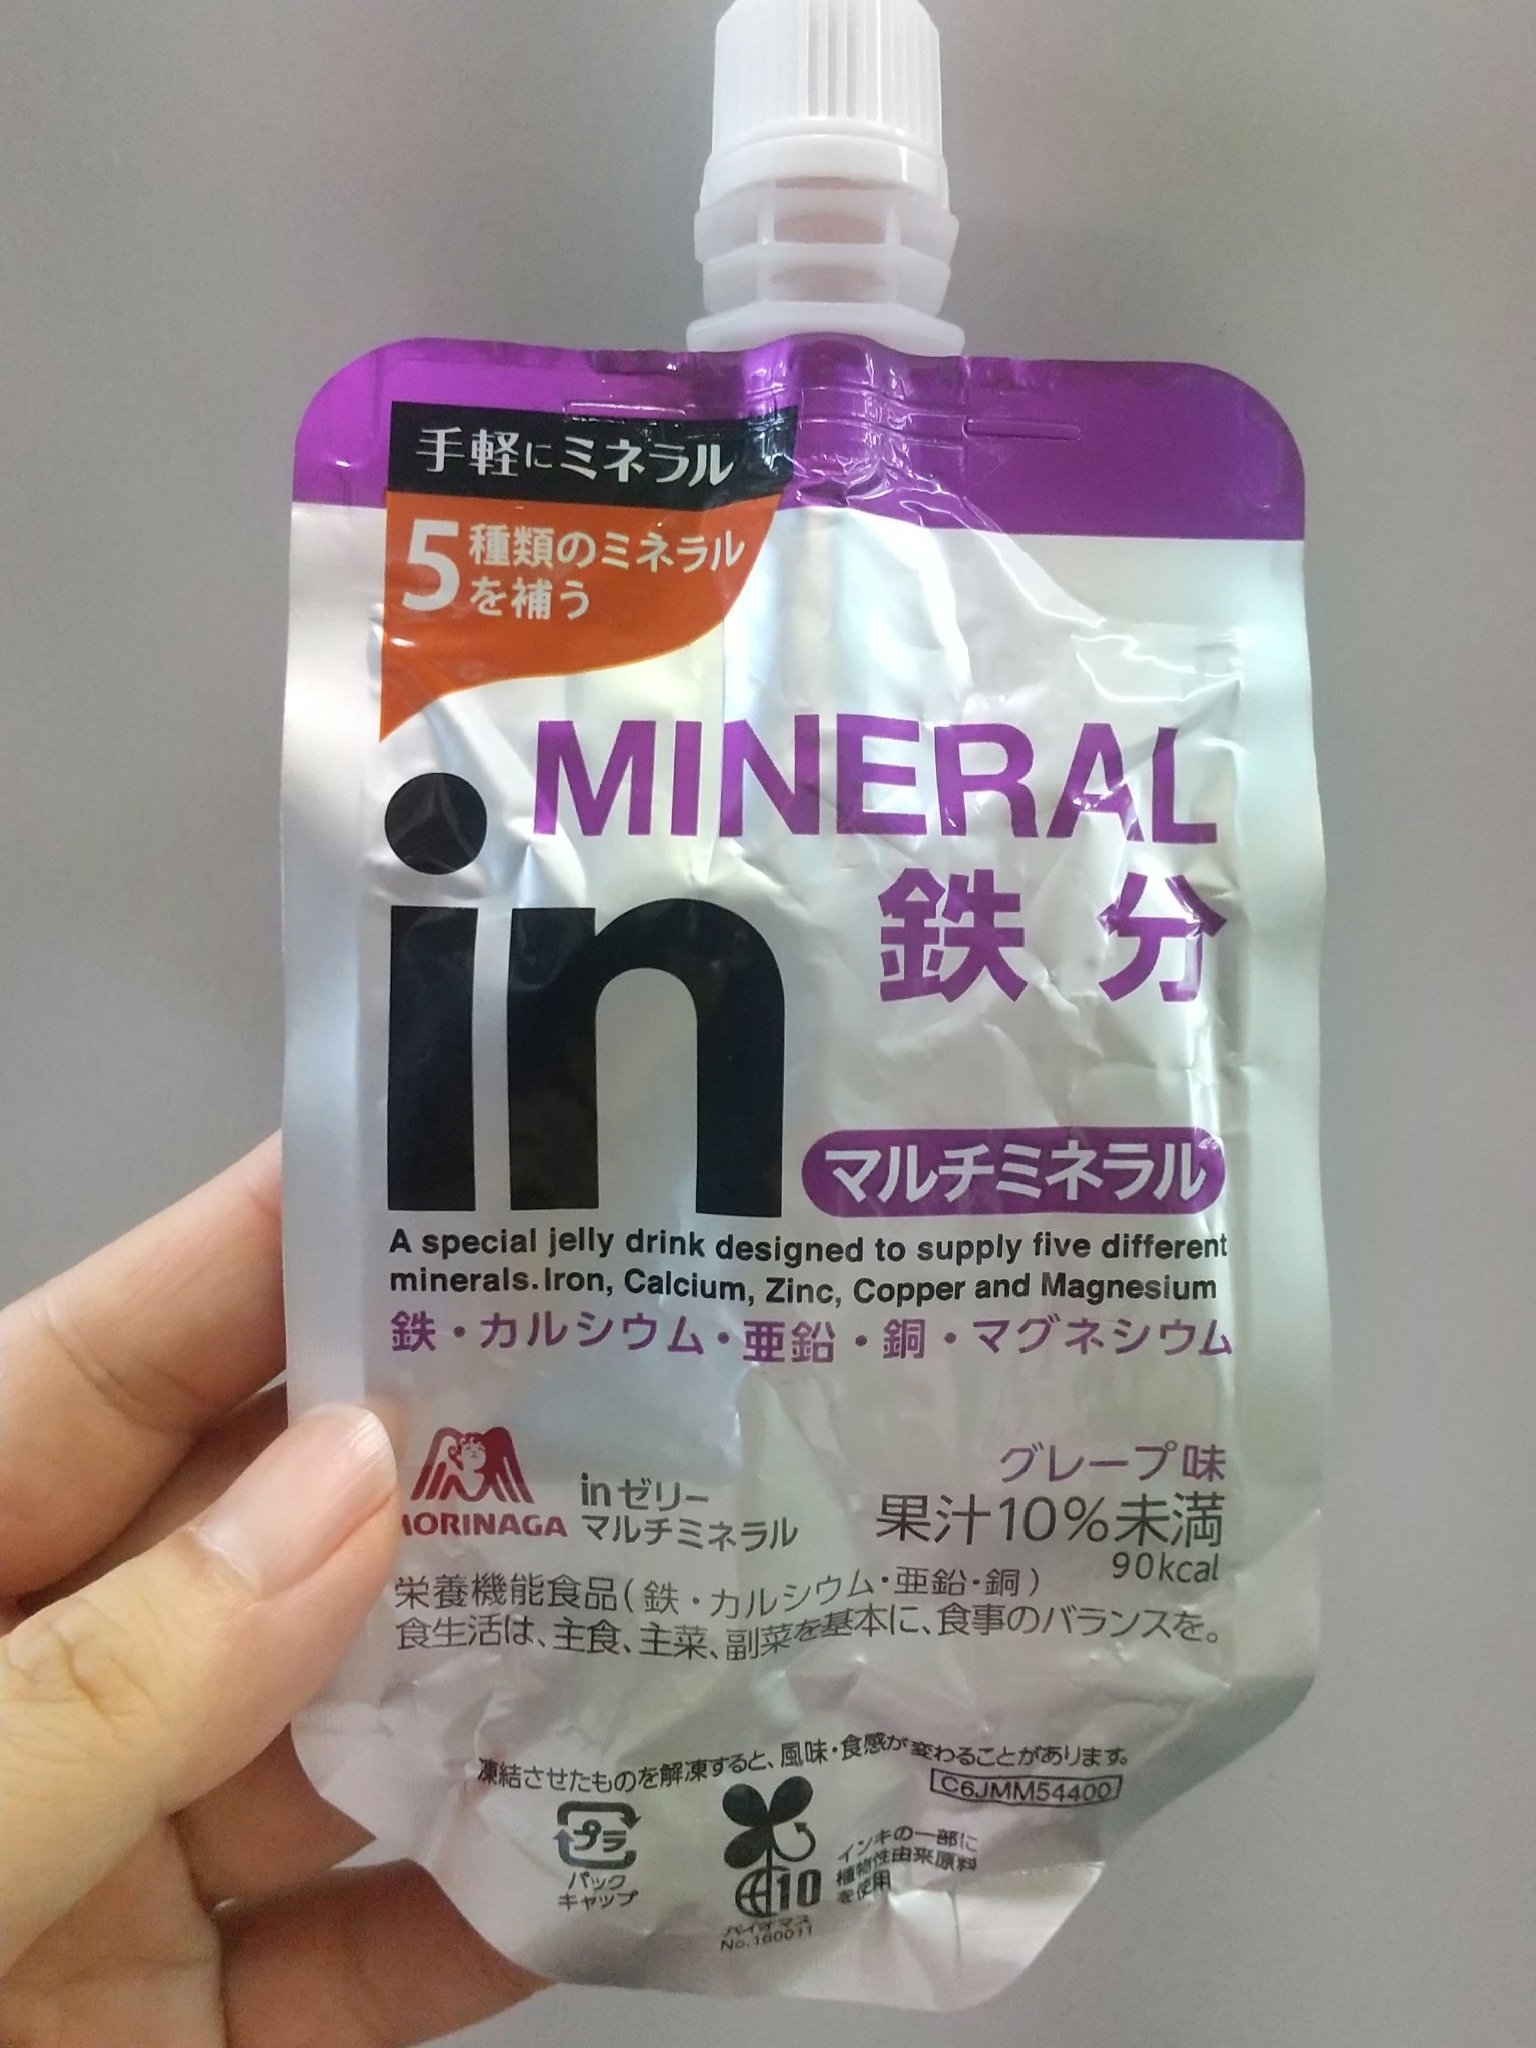 手軽にミネラル
5種類のミネラル
を補う
MINERAL
鉄分
in
マルチミネラル
A special jelly drink designed to supply five different
minerals.Iron, Calcium, Zinc, Copper and Magnesium
鉄・カルシウム・亜鉛・銅・マグネシウム
MORINAGA
inゼリー
マルチミネラル
グレープ味
果汁10%未満
90kcal
栄養機能食品(鉄・カルシウム・亜鉛・銅)
食生活は、主食、主菜、副菜を基本に、食事のバランスを。
凍結させたものを解凍すると、風味・食感が変わることがあります。
C6JMM54400
プラ
パック
キャップ
10
バイオマス
No.160011
インキの一部に
植物性由来原料
を使用